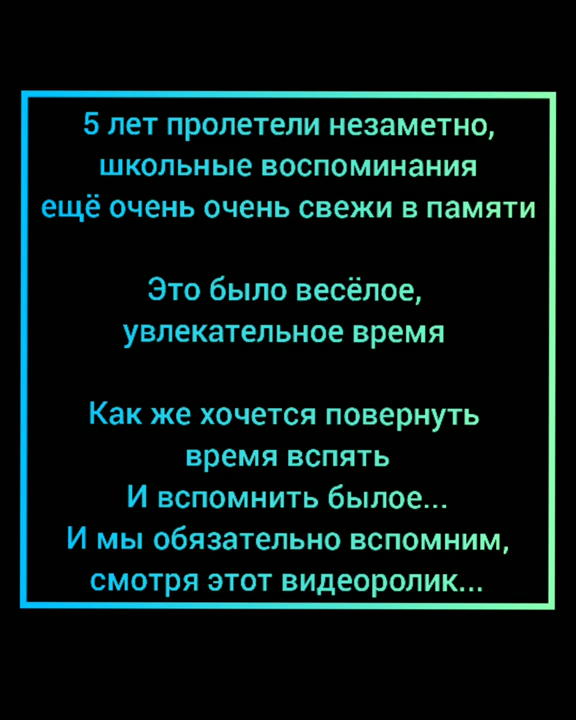 5 лет пролетели незаметно,
школьные воспоминания
ещё очень очень свежи в памяти
Это было весёлое,
увлекательное время
Как же хочется повернуть
время вспять
И вспомнить былое...
И мы обязательно вспомним,
смотря этот видеоролик...